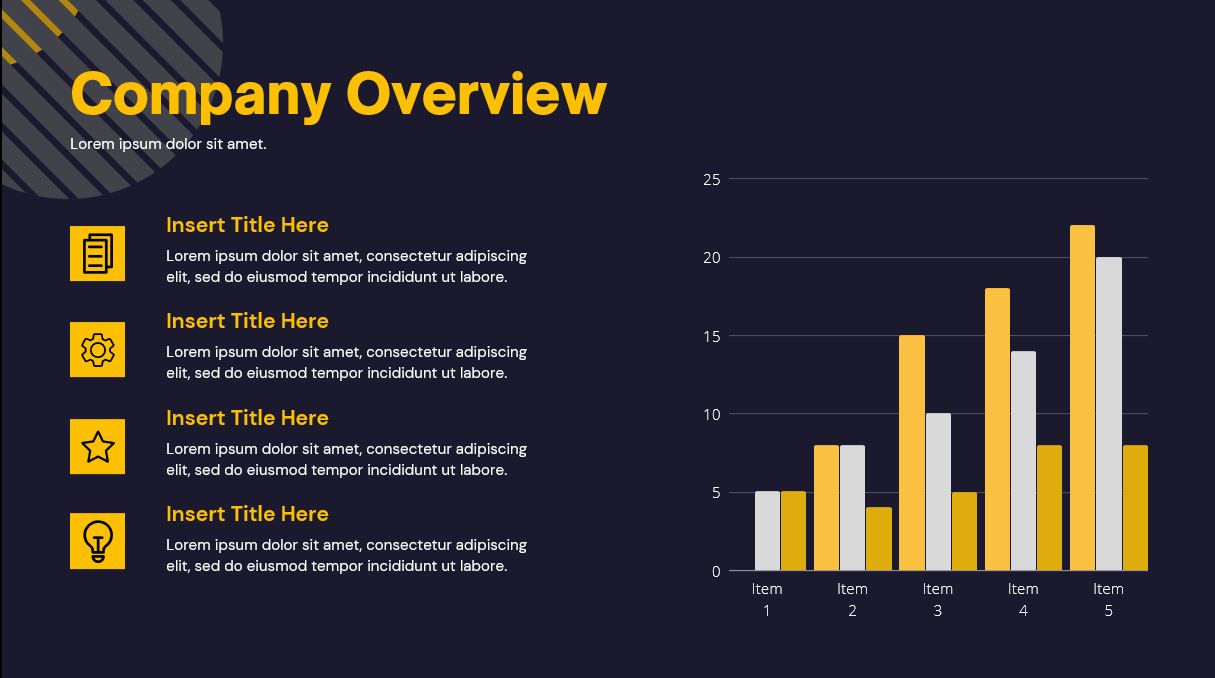 Company Overview
Lorem ipsum dolor sit amet.
Insert Title Here
Lorem ipsum dolor sit amet, consectetur adipiscing
elit, sed do eiusmod tempor incididunt ut labore.
Insert Title Here
Lorem ipsum dolor sit amet, consectetur adipiscing
elit, sed do eiusmod tempor incididunt ut labore.
Insert Title Here
Lorem ipsum dolor sit amet, consectetur adipiscing
elit, sed do eiusmod tempor incididunt ut labore.
Insert Title Here
Lorem ipsum dolor sit amet, consectetur adipiscing
elit, sed do eiusmod tempor incididunt ut labore.
25
20
15
10
5
0
Item Item Item Item Item
1 2 3 4 5